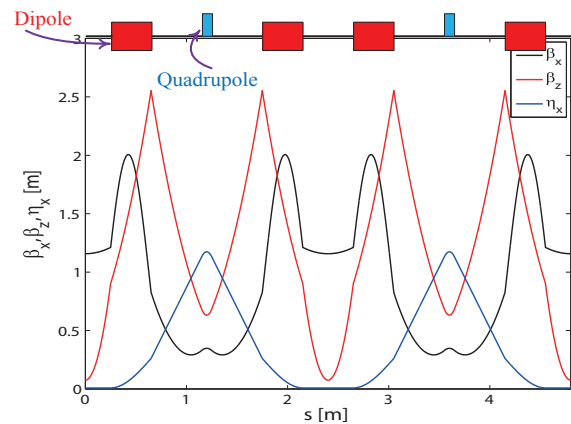 Dipole
Quadrupole
β_x
β_z
η_x
3
2.5
2
1.5
1
0.5
0
β_x,β_z,η_x [m]
0 1 2 3 4
s [m]